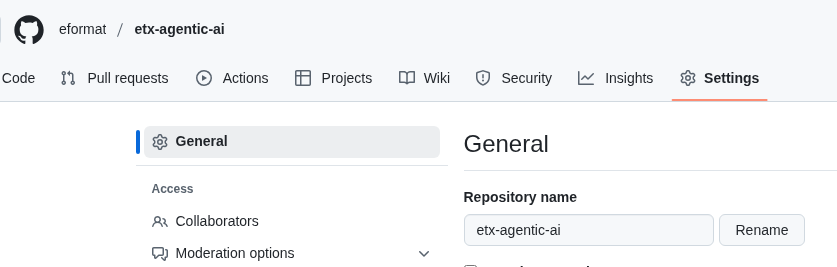 eformat / etx-agentic-ai
Code Pull requests Actions Projects Wiki Security Insights Settings
General
General
Access
Repository name
Collaborators
etx-agentic-ai Rename
Moderation options